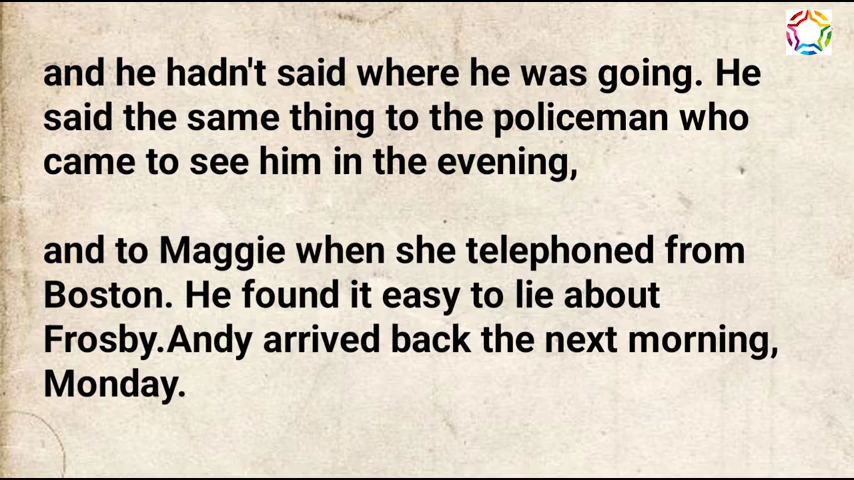 and he hadn't said where he was going. He
said the same thing to the policeman who
came to see him in the evening,
and to Maggie when she telephoned from
Boston. He found it easy to lie about
Frosby.Andy arrived back the next morning,
Monday.